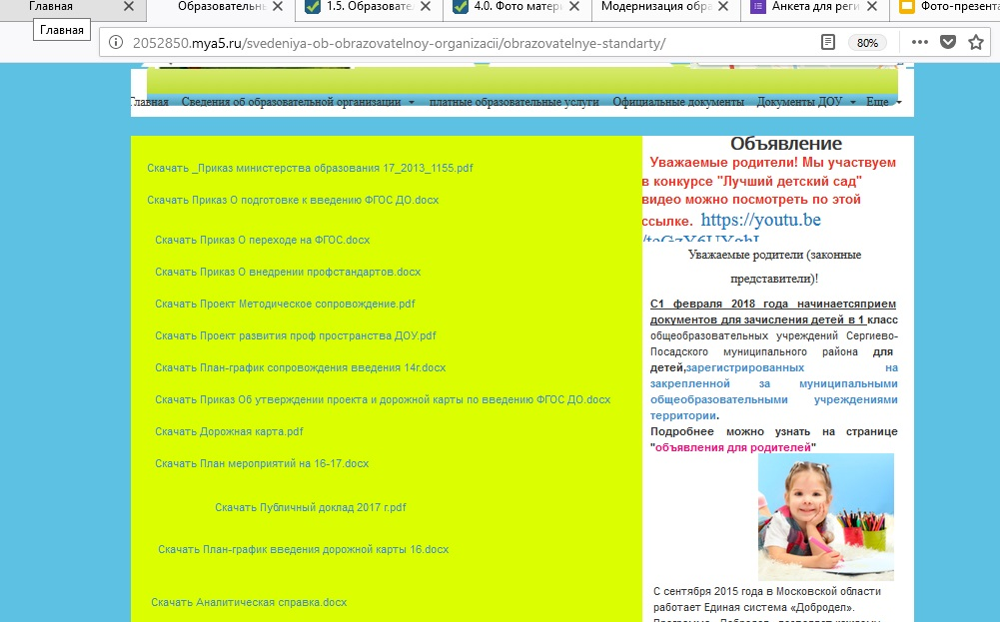 Главная
Образовательн
1.5. Образовател
4.0. Фото матер
Модернизация обра
Анкета для реги
Фото-презента
Главная
2052850.mya5.ru/svedeniya-ob-obrazovatelnoy-organizacii/obrazovatelnye-standarty/
80%
Главная Сведения об образовательной организации платные образовательные услуги Официальные документы Документы ДОУ Еще
Скачать _Приказ министерства образования 17_2013_1155.pdf
Скачать Приказ О подготовке к введению ФГОС ДО.docx
Скачать Приказ О переходе на ФГОС.docx
Скачать Приказ О внедрении профстандартов.docx
Скачать Проект Методическое сопровождение.pdf
Скачать Проект развития проф пространства ДОУ.pdf
Скачать План-график сопровождения введения 14г.docx
Скачать Приказ Об утверждении проекта и дорожной карты по введению ФГОС ДО.docx
Скачать Дорожная карта.pdf
Скачать План мероприятий на 16-17.docx
Скачать Публичный доклад 2017 г.pdf
Скачать План-график введения дорожной карты 16.docx
Скачать Аналитическая справка.docx
Объявление
Уважаемые родители! Мы участвуем
в конкурсе "Лучший детский сад"
видео можно посмотреть по этой
ссылке. https://youtu.be
Уважаемые родители (законные
представители)!
С1 февраля 2018 года начинаетсяприем
документов для зачисления детей в 1 класс
общеобразовательных учреждений Сергиево-
Посадского муниципального района для
детей,зарегистрированных на
закрепленной за муниципальными
общеобразовательными учреждениями
территории.
Подробнее можно узнать на странице
"объявления для родителей"
С сентября 2015 года в Московской области
работает Единая система «Добродел».